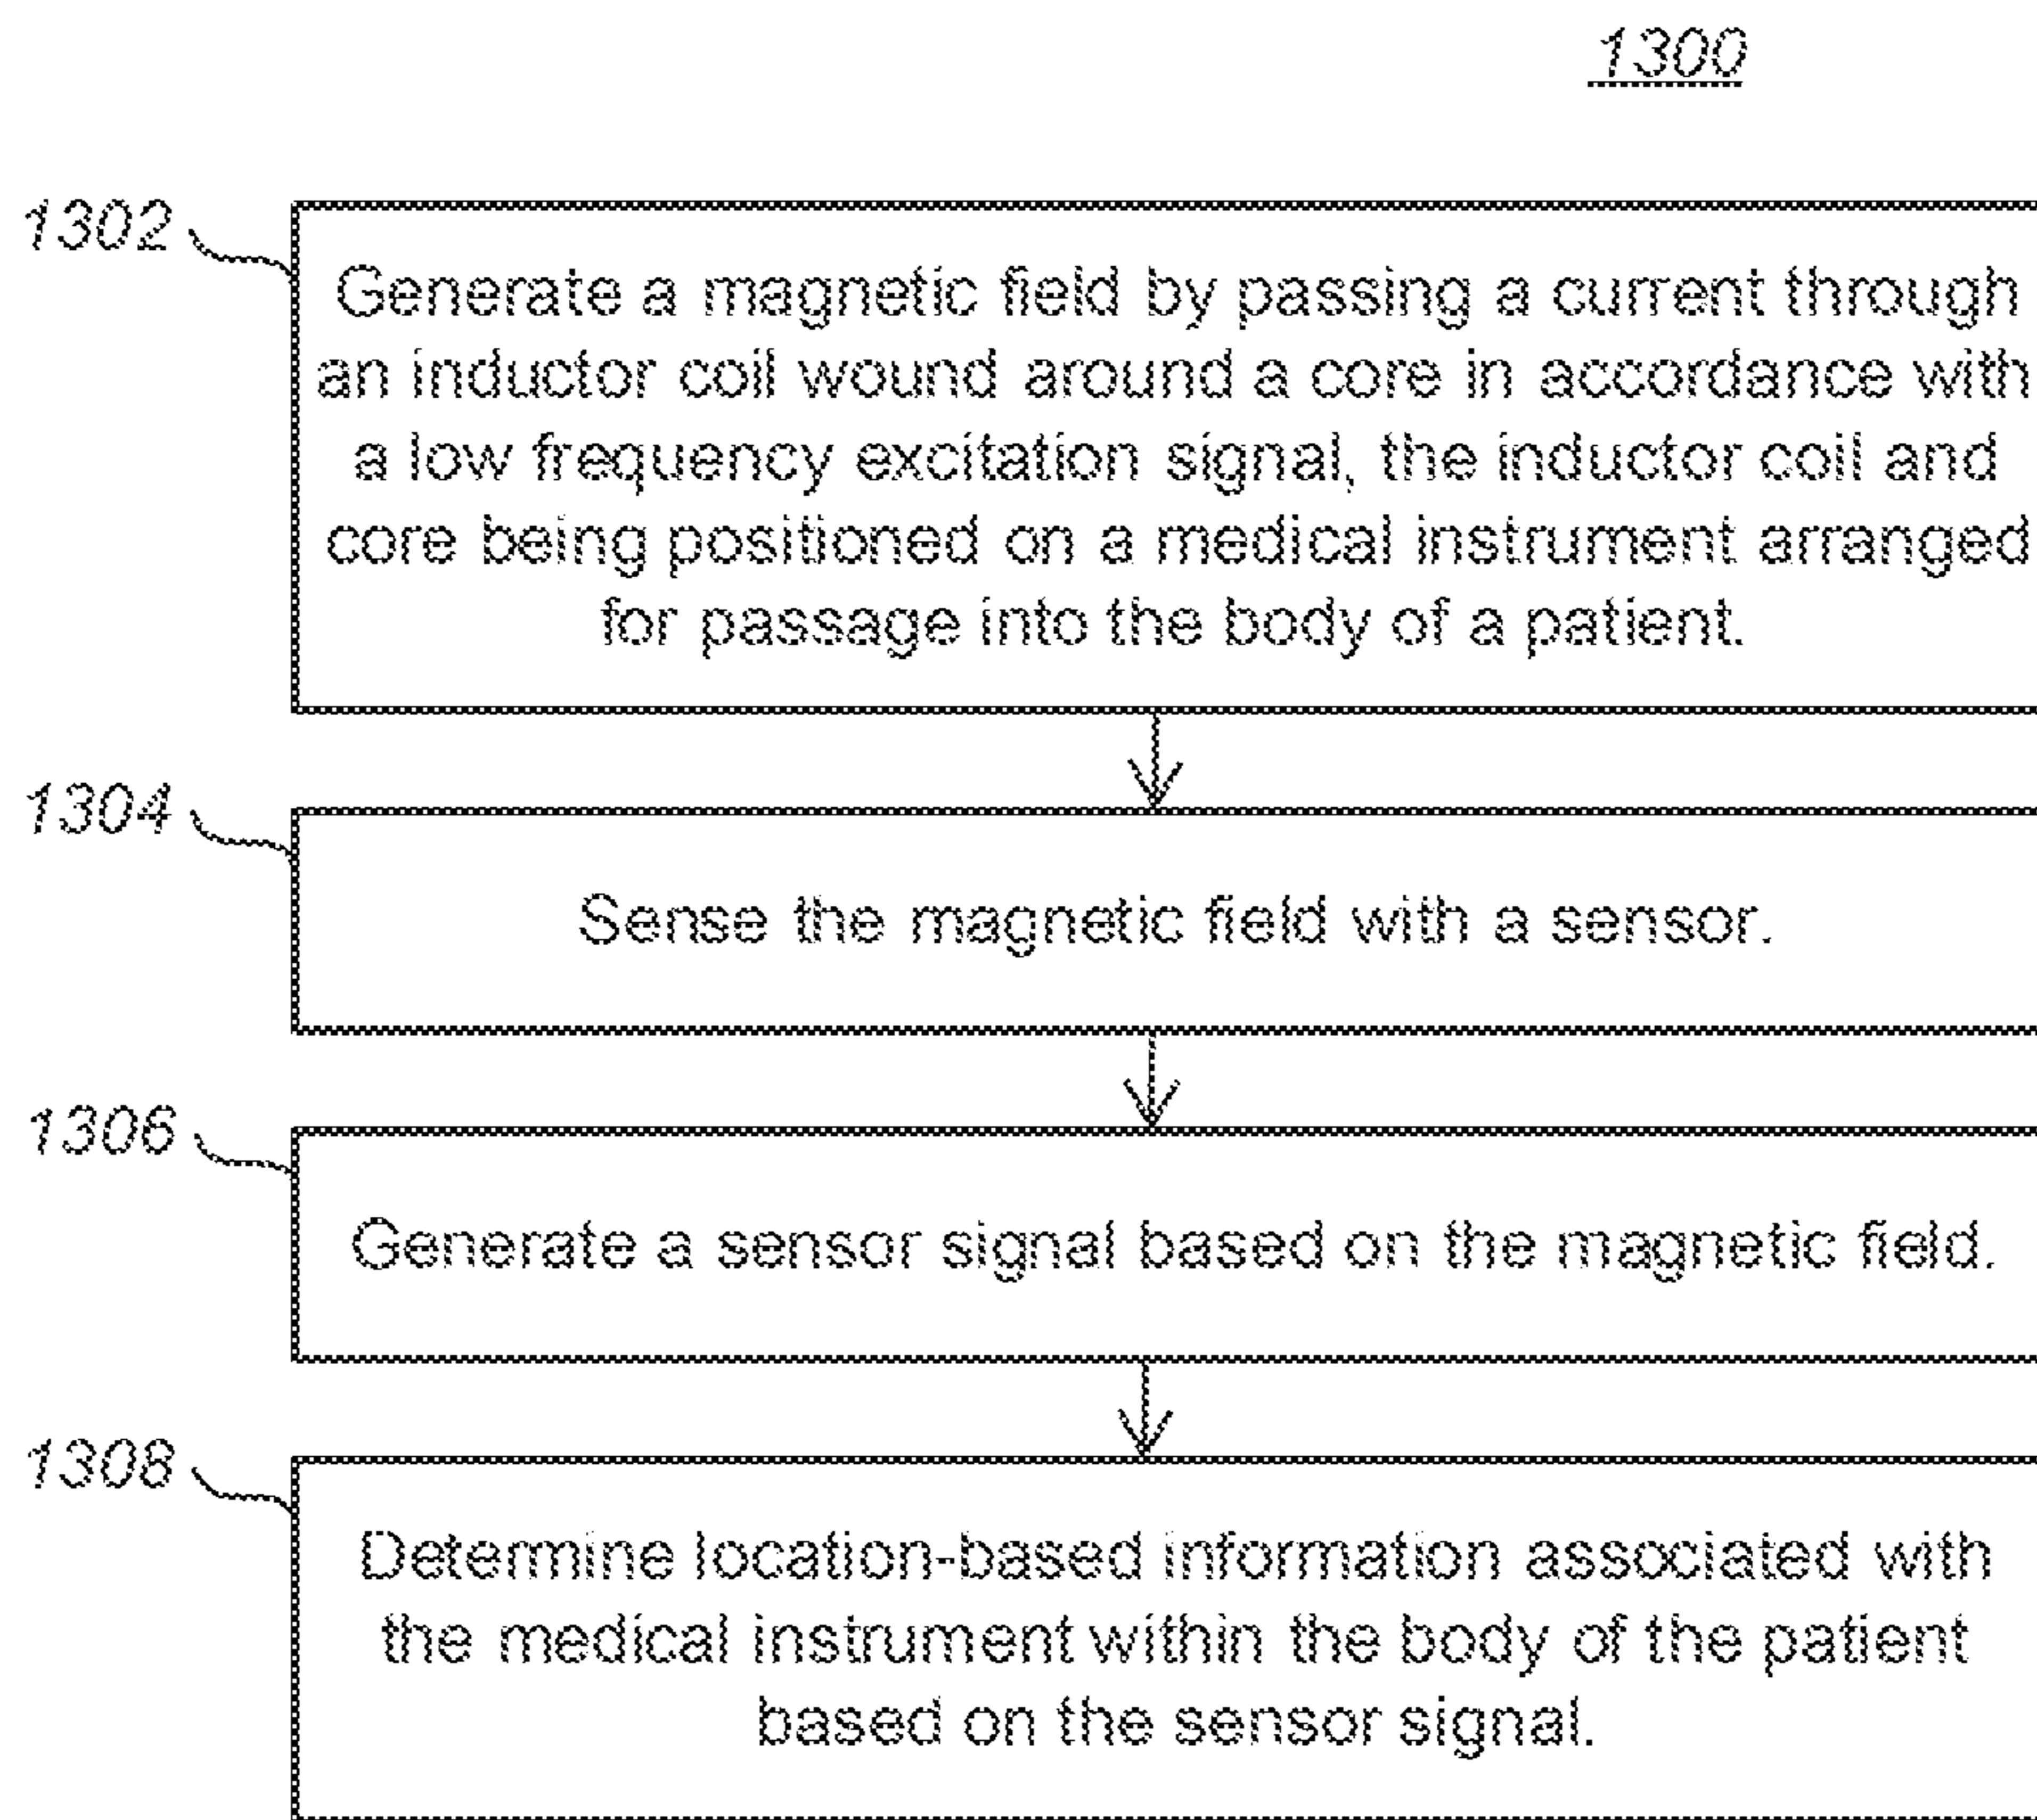 1300
1302
Generate a magnetic field by passing a current through
an inductor coil wound around a core in accordance with
a low frequency excitation signal, the inductor coil and
core being positioned on a medical instrument arranged
for passage into the body of a patient.
1304
Sense the magnetic field with a sensor.
1306
Generate a sensor signal based on the magnetic field.
1308
Determine location-based information associated with
the medical instrument within the body of the patient
based on the sensor signal.